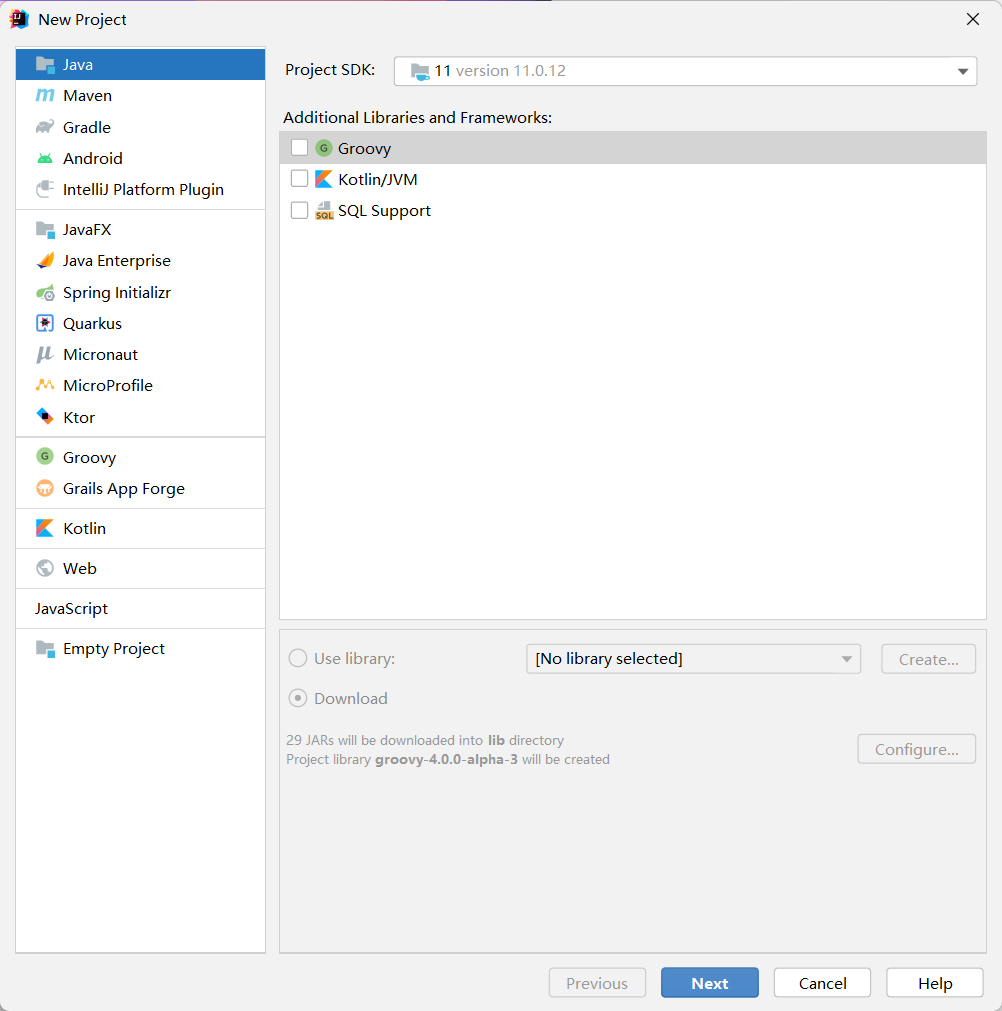 New Project
Java
Maven
Gradle
Android
IntelliJ Platform Plugin
JavaFX
Java Enterprise
Spring Initializr
Quarkus
Micronaut
MicroProfile
Ktor
Groovy
Grails App Forge
Kotlin
Web
JavaScript
Empty Project
Project SDK: 11 version 11.0.12
Additional Libraries and Frameworks:
G Groovy
Kotlin/JVM
SQL SQL Support
Use library: [No library selected] Create...
Download
29 JARs will be downloaded into lib directory
Project library groovy-4.0.0-alpha-3 will be created
Configure...
Previous Next Cancel Help